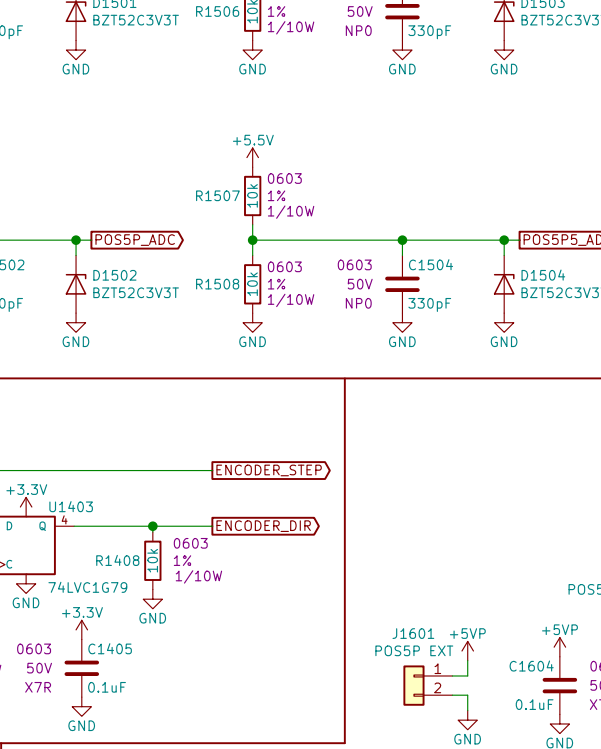 D1501
R1506 10k 1% 50V BZT52C3V3T
0pF 1/10W NP0 330pF
D1503
BZT52C3V3
GND GND GND GND
+5.5V
0603
R1507 10k 1%
1/10W
POS5P_ADC POS5P5_AD
502 D1502 0603 0603 C1504 D1504
R1508 10k 1% 50V
BZT52C3V3T BZT52C3V3
0pF 1/10W NP0 330pF
GND GND GND GND
ENCODER_STEP
+3.3V
U1403
D Q 4 ENCODER_DIR
0603
C R1408 10k 1%
1/10W
74LVC1G79
GND GND
POS5
+3.3V
0603 C1405
50V
X7R 0.1uF
GND
J1601 +5VP +5VP
POS5P EXT
1 C1604
2 0.1uF
GND GND